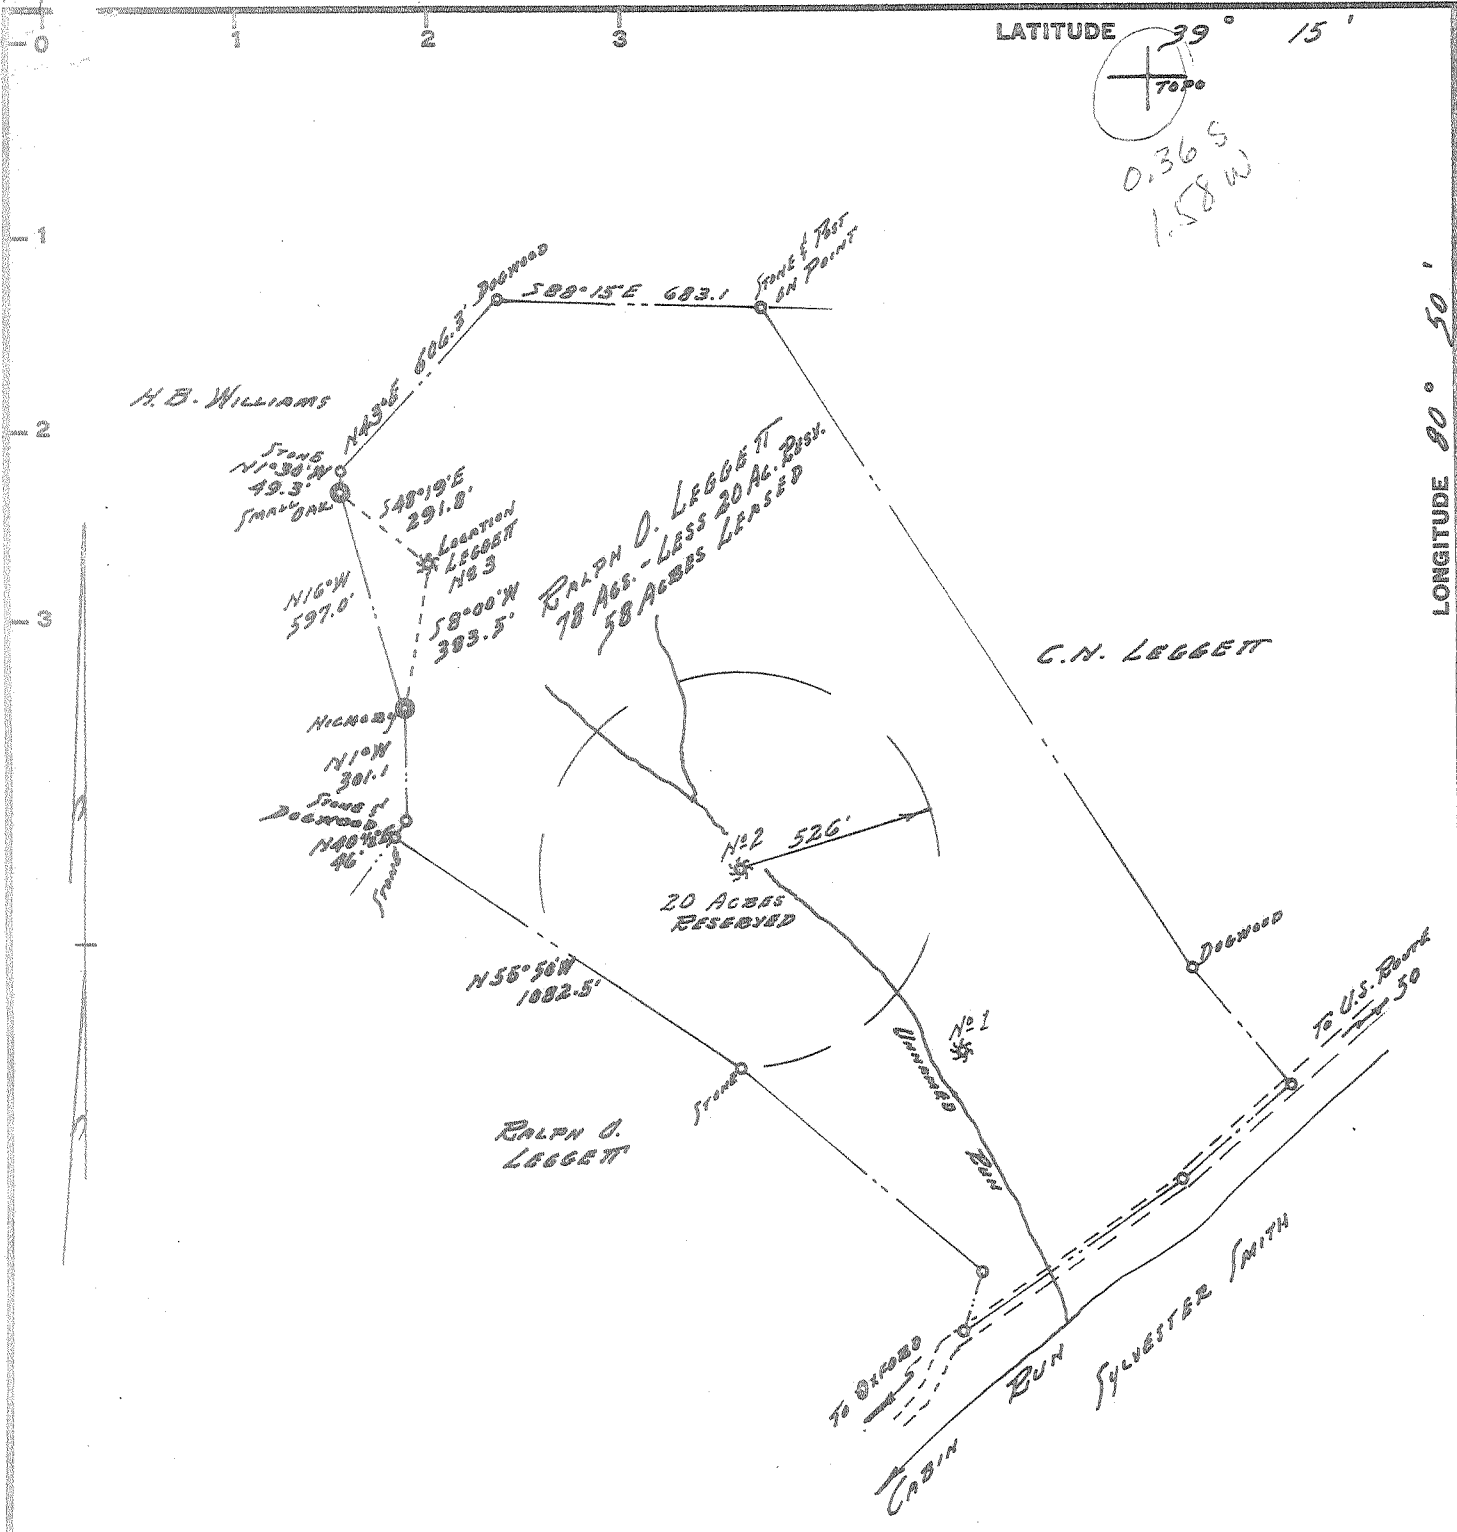 0
1
2
3
LATITUDE 39° 15'
TOPO
0.36 S
1.58 W
1
2
3
LONGITUDE 80° 50'
DOGWOOD
S88°15'E 683.1
STONE & POST
ON POINT
N43°E 606.3'
H.B. WILLIAMS
STONE
N1°30'W
49.3'
SMALL OAK
S48°19'E
291.8'
LOCATION
LEGGETT
No 3
N16°W
597.0'
S8°00'W
383.5'
RALPH O. LEGGETT
78 ACS. - LESS 20 AC. RESV.
58 ACRES LEASED
C.N. LEGGETT
HICKORY
N1°W
301.1
STONE N
DOGWOOD
46'
STONE
No 2
526'
20 ACRES
RESERVED
N55°56'W
1082.5'
DOGWOOD
TO U.S. ROUTE
50
No 1
UNNAMED
RUN
STONE
RALPH O.
LEGGETT
TO OXFORD
5
CABIN RUN
SYLVESTER SMITH